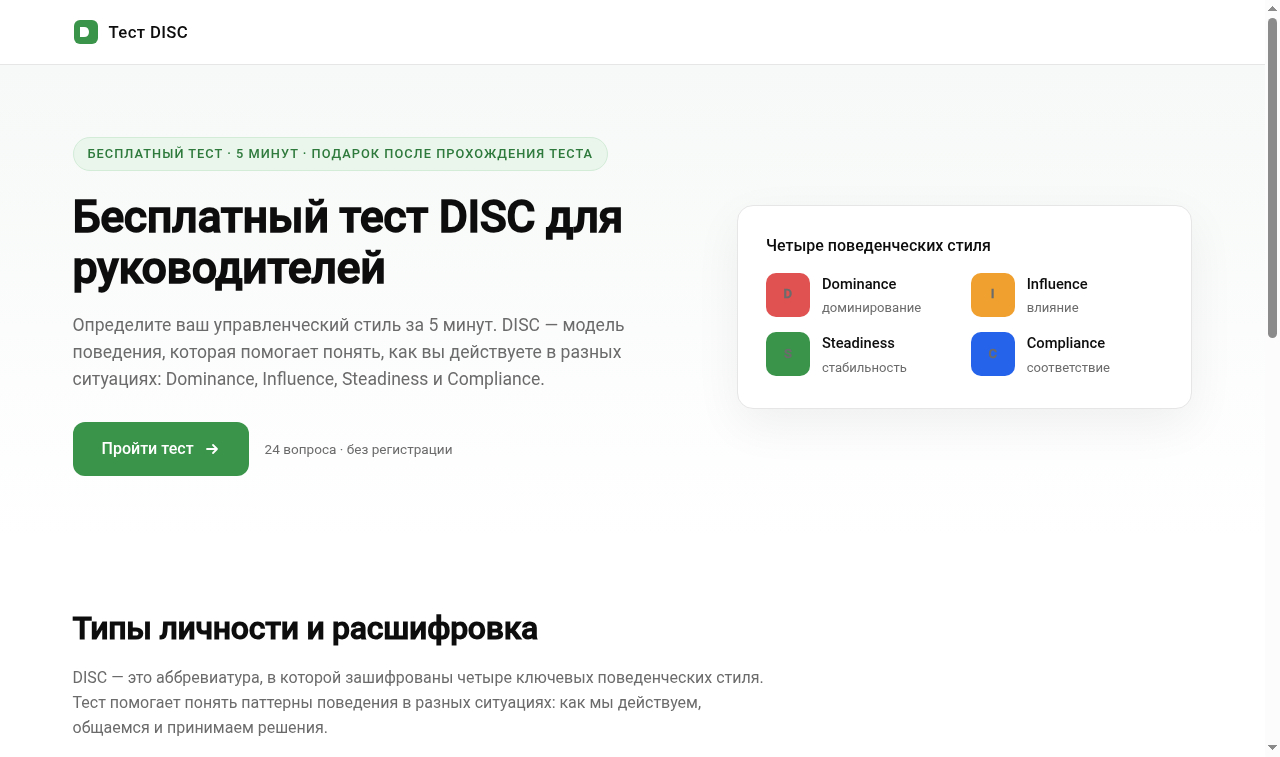 Тест DISC
БЕСПЛАТНЫЙ ТЕСТ · 5 МИНУТ · ПОДАРОК ПОСЛЕ ПРОХОЖДЕНИЯ ТЕСТА
Бесплатный тест DISC для
руководителей
Определите ваш управленческий стиль за 5 минут. DISC — модель
поведения, которая помогает понять, как вы действуете в разных
ситуациях: Dominance, Influence, Steadiness и Compliance.
Пройти тест →
24 вопроса · без регистрации
Четыре поведенческих стиля
D
Dominance
доминирование
I
Influence
влияние
S
Steadiness
стабильность
C
Compliance
соответствие
Типы личности и расшифровка
DISC — это аббревиатура, в которой зашифрованы четыре ключевых поведенческих стиля.
Тест помогает понять паттерны поведения в разных ситуациях: как мы действуем,
общаемся и принимаем решения.